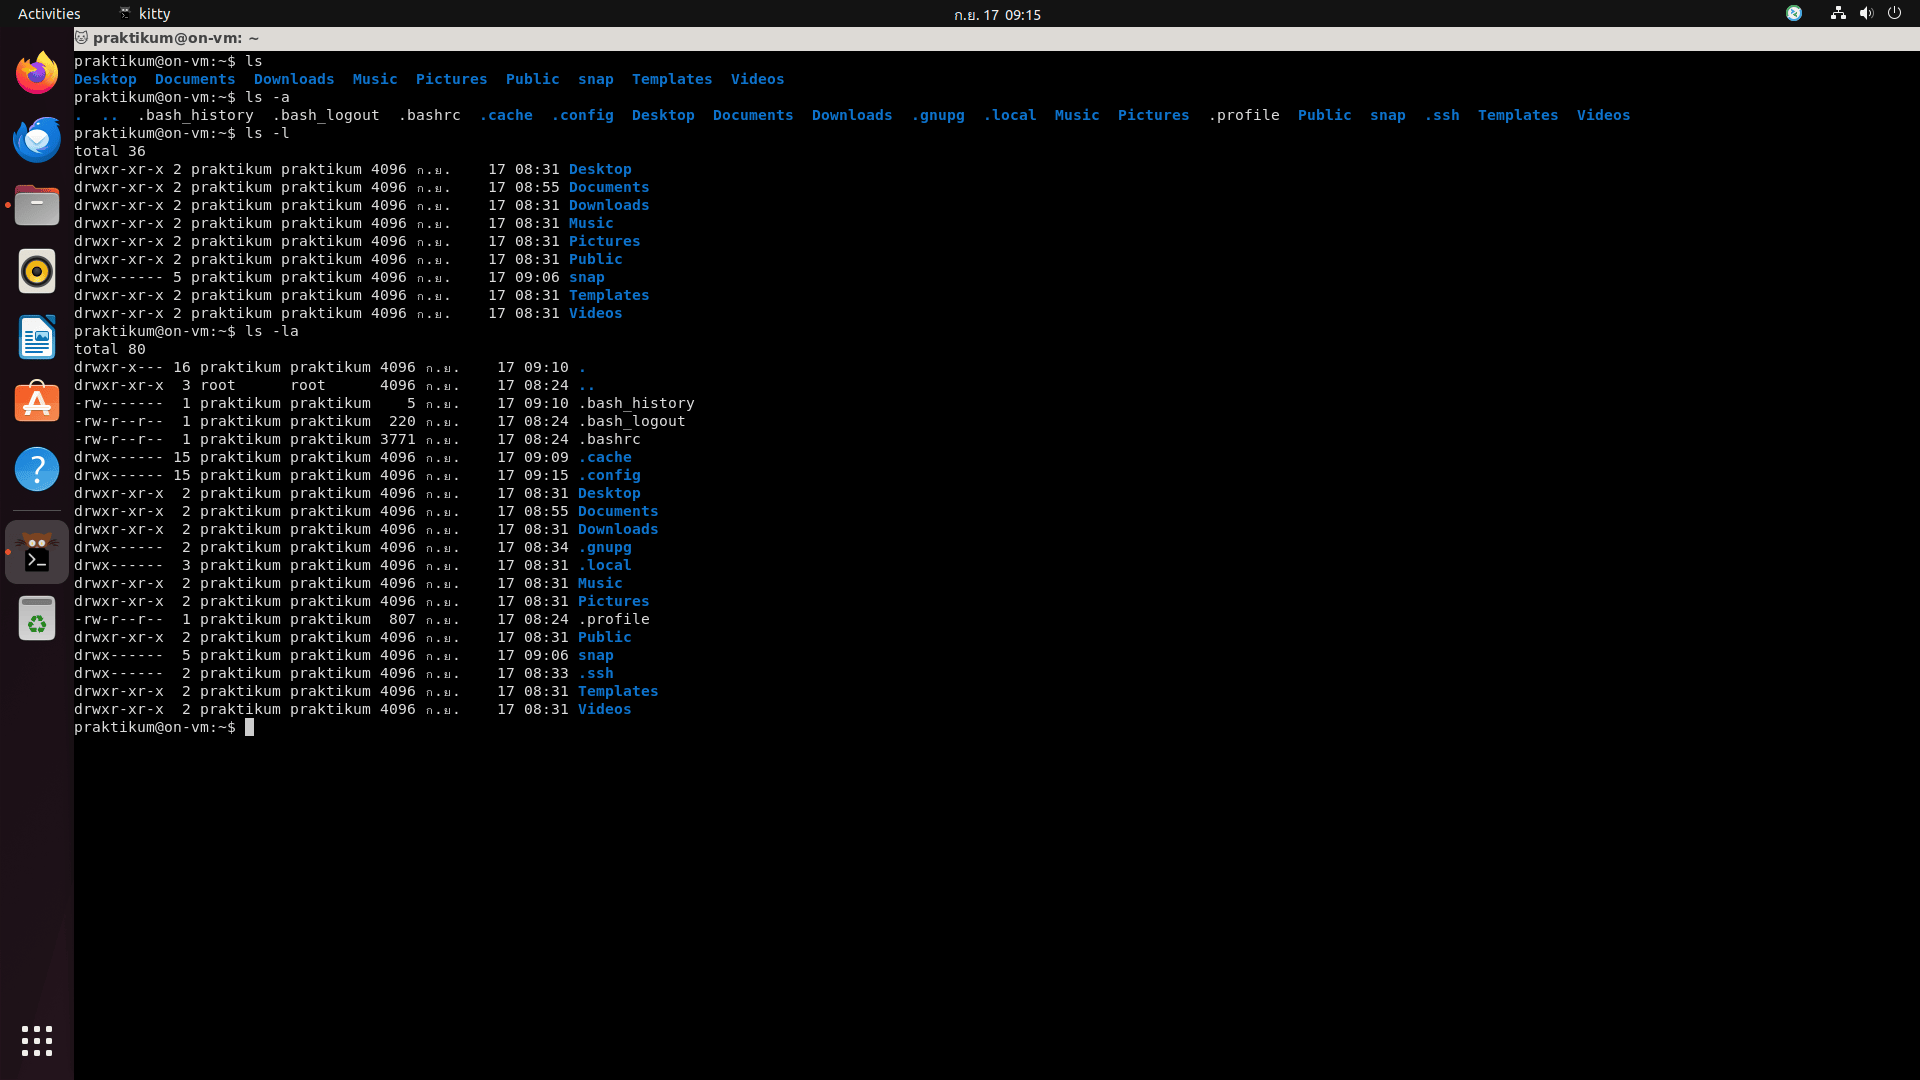 Activities kitty ก.ย. 17 09:15
praktikum@on-vm: ~
praktikum@on-vm:~$ ls
Desktop Documents Downloads Music Pictures Public snap Templates Videos
praktikum@on-vm:~$ ls -a
. .. .bash_history .bash_logout .bashrc .cache .config Desktop Documents Downloads .gnupg .local Music Pictures .profile Public snap .ssh Templates Videos
praktikum@on-vm:~$ ls -l
total 36
drwxr-xr-x 2 praktikum praktikum 4096 ก.ย. 17 08:31 Desktop
drwxr-xr-x 2 praktikum praktikum 4096 ก.ย. 17 08:55 Documents
drwxr-xr-x 2 praktikum praktikum 4096 ก.ย. 17 08:31 Downloads
drwxr-xr-x 2 praktikum praktikum 4096 ก.ย. 17 08:31 Music
drwxr-xr-x 2 praktikum praktikum 4096 ก.ย. 17 08:31 Pictures
drwxr-xr-x 2 praktikum praktikum 4096 ก.ย. 17 08:31 Public
drwx------ 5 praktikum praktikum 4096 ก.ย. 17 09:06 snap
drwxr-xr-x 2 praktikum praktikum 4096 ก.ย. 17 08:31 Templates
drwxr-xr-x 2 praktikum praktikum 4096 ก.ย. 17 08:31 Videos
praktikum@on-vm:~$ ls -la
total 80
drwxr-x--- 16 praktikum praktikum 4096 ก.ย. 17 09:10 .
drwxr-xr-x 3 root root 4096 ก.ย. 17 08:24 ..
-rw------- 1 praktikum praktikum 5 ก.ย. 17 09:10 .bash_history
-rw-r--r-- 1 praktikum praktikum 220 ก.ย. 17 08:24 .bash_logout
-rw-r--r-- 1 praktikum praktikum 3771 ก.ย. 17 08:24 .bashrc
drwx------ 15 praktikum praktikum 4096 ก.ย. 17 09:09 .cache
drwx------ 15 praktikum praktikum 4096 ก.ย. 17 09:15 .config
drwxr-xr-x 2 praktikum praktikum 4096 ก.ย. 17 08:31 Desktop
drwxr-xr-x 2 praktikum praktikum 4096 ก.ย. 17 08:55 Documents
drwxr-xr-x 2 praktikum praktikum 4096 ก.ย. 17 08:31 Downloads
drwx------ 2 praktikum praktikum 4096 ก.ย. 17 08:34 .gnupg
drwx------ 3 praktikum praktikum 4096 ก.ย. 17 08:31 .local
drwxr-xr-x 2 praktikum praktikum 4096 ก.ย. 17 08:31 Music
drwxr-xr-x 2 praktikum praktikum 4096 ก.ย. 17 08:31 Pictures
-rw-r--r-- 1 praktikum praktikum 807 ก.ย. 17 08:24 .profile
drwxr-xr-x 2 praktikum praktikum 4096 ก.ย. 17 08:31 Public
drwx------ 5 praktikum praktikum 4096 ก.ย. 17 09:06 snap
drwx------ 2 praktikum praktikum 4096 ก.ย. 17 08:33 .ssh
drwxr-xr-x 2 praktikum praktikum 4096 ก.ย. 17 08:31 Templates
drwxr-xr-x 2 praktikum praktikum 4096 ก.ย. 17 08:31 Videos
praktikum@on-vm:~$